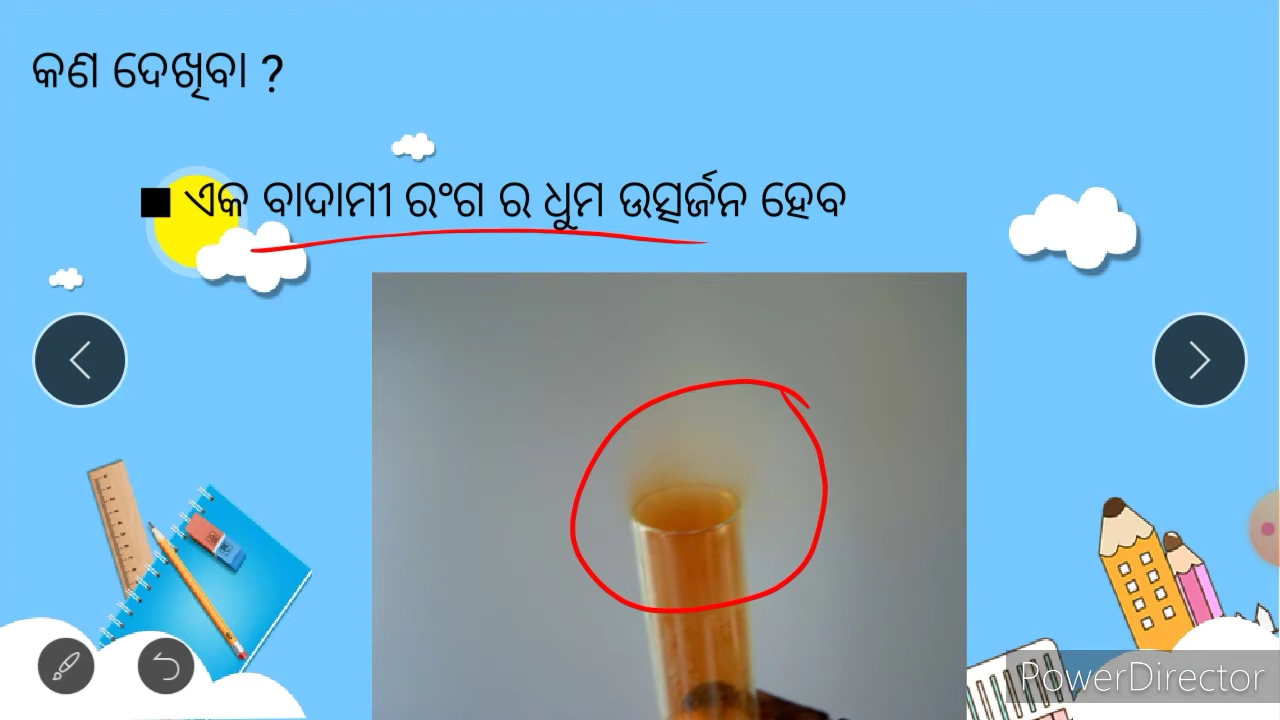 କଣ ଦେଖିବା ?
■ ଏକ ବାଦାମୀ ରଂଗ ର ଧୁମ ଉତ୍ସର୍ଜନ ହେବ
PowerDirector